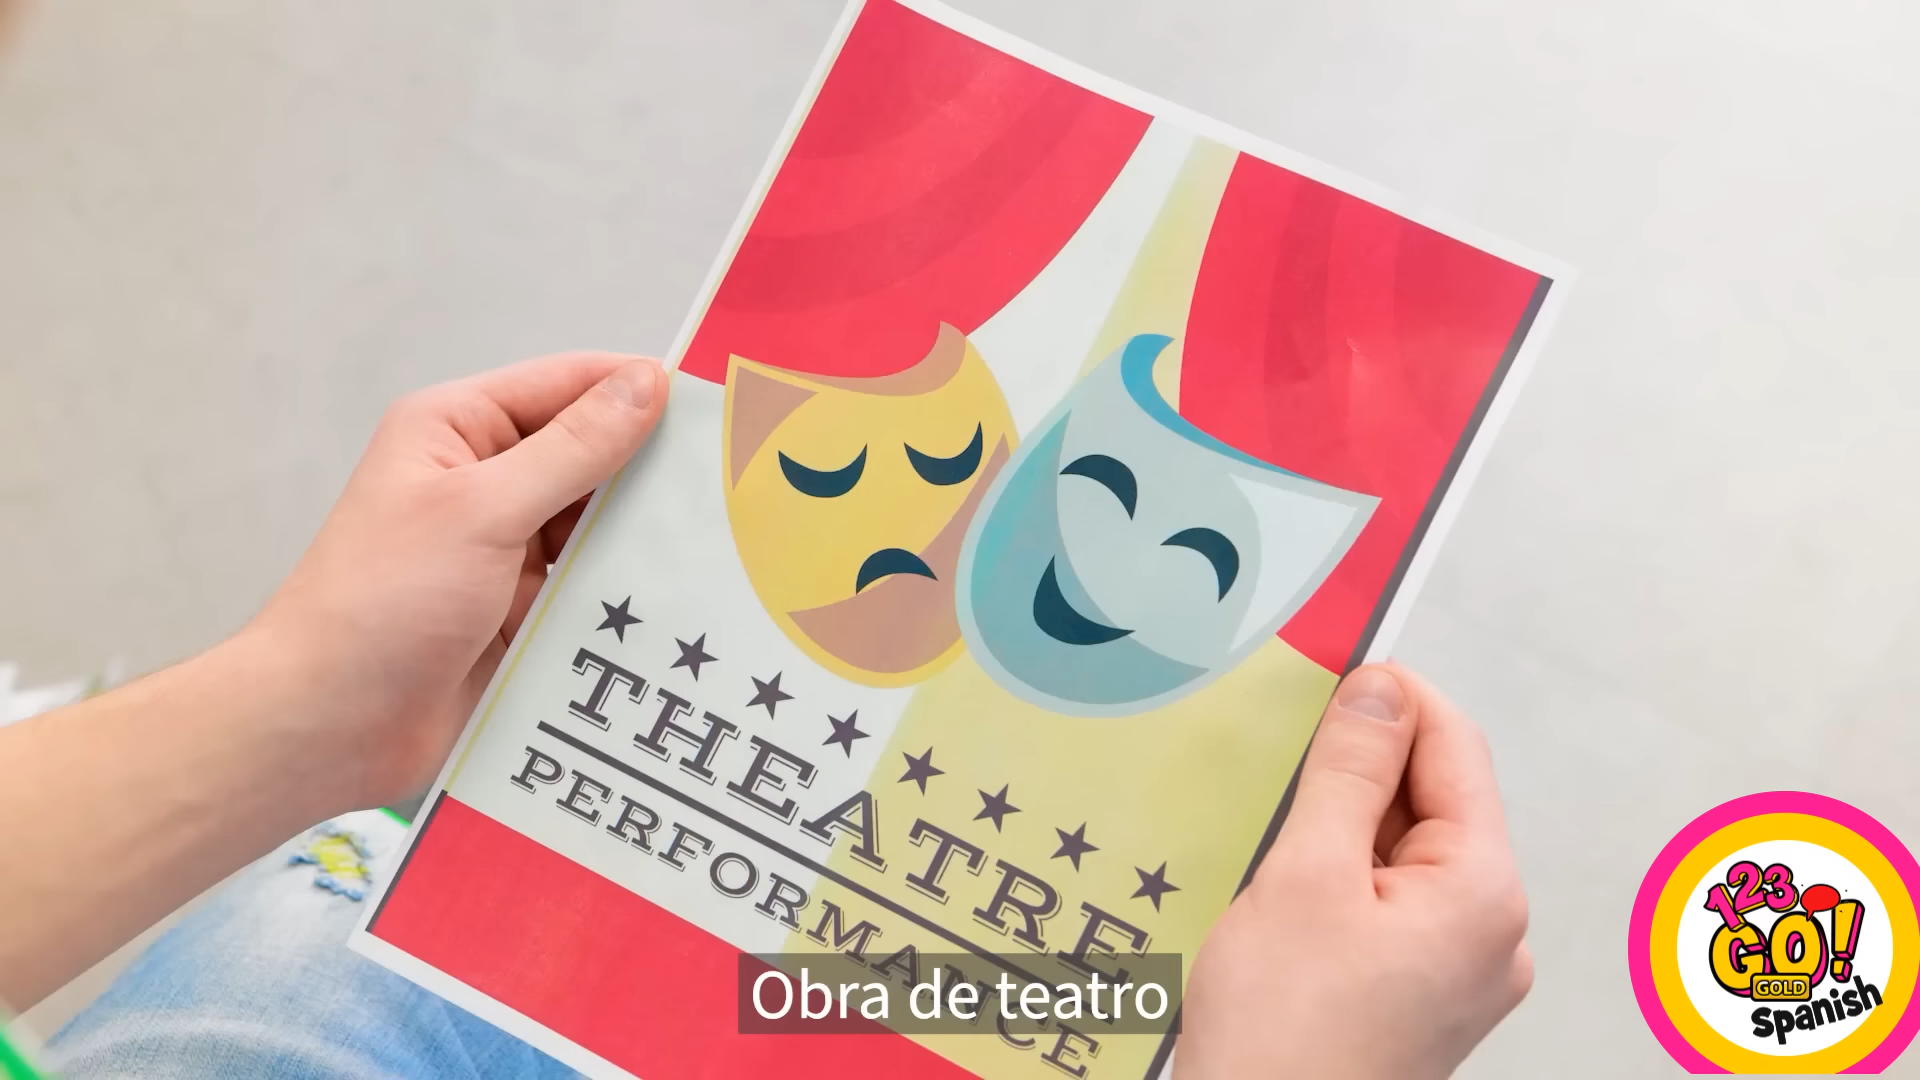 THEATRE
PERFORMANCE
Obra de teatro
123
GO!
GOLD
Spanish